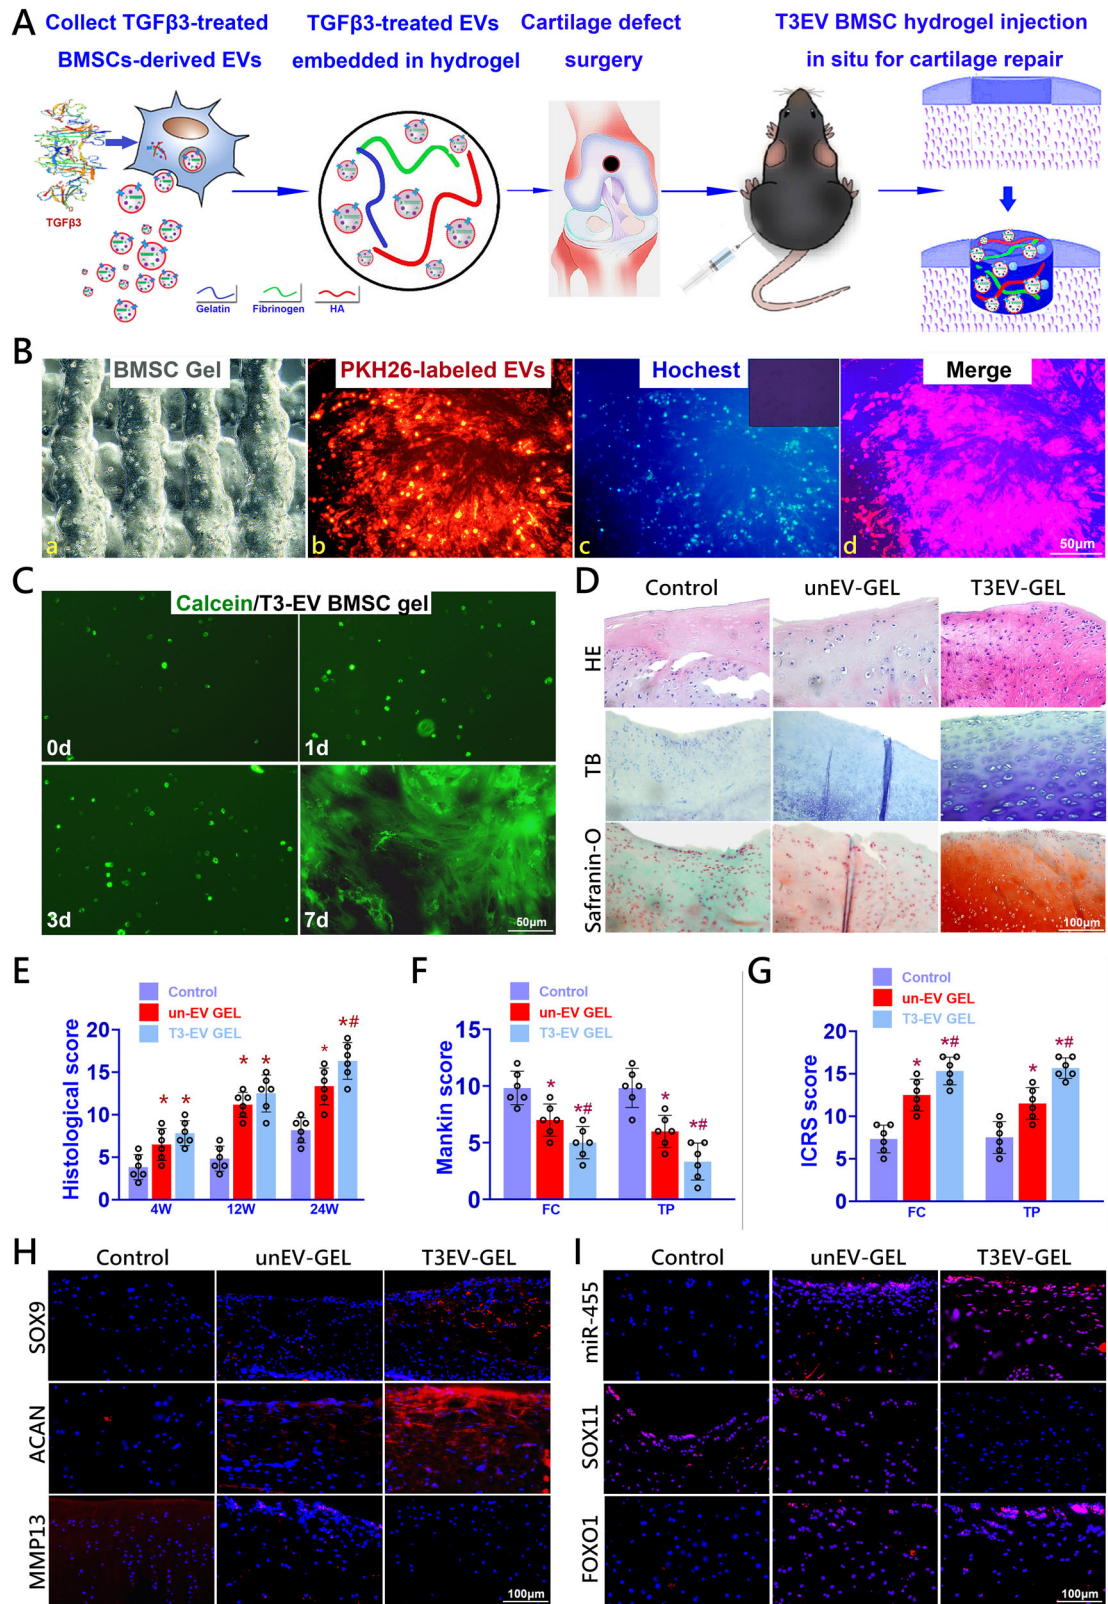 A
Collect TGFβ3-treated
BMSCs-derived EVs
TGFβ3-treated EVs
embedded in hydrogel
Cartilage defect
surgery
T3EV BMSC hydrogel injection
in situ for cartilage repair
TGFβ3
Gelatin
Fibrinogen
HA
B
BMSC Gel
PKH26-labeled EVs
Hochest
Merge
a
b
c
d
50μm
C
Calcein/T3-EV BMSC gel
0d
1d
3d
7d
50μm
D
Control
unEV-GEL
T3EV-GEL
HE
TB
Safranin-O
100μm
E
Control
un-EV GEL
T3-EV GEL
Histological score
20
15
10
5
0
* *
* *
* *#
4W
12W
24W
F
Control
un-EV GEL
T3-EV GEL
Mankin score
15
10
5
0
* *#
* *#
FC
TP
G
Control
un-EV GEL
T3-EV GEL
ICRS score
20
15
10
5
0
* *#
* *#
FC
TP
H
Control
unEV-GEL
T3EV-GEL
SOX9
ACAN
MMP13
100μm
I
Control
unEV-GEL
T3EV-GEL
miR-455
SOX11
FOXO1
100μm